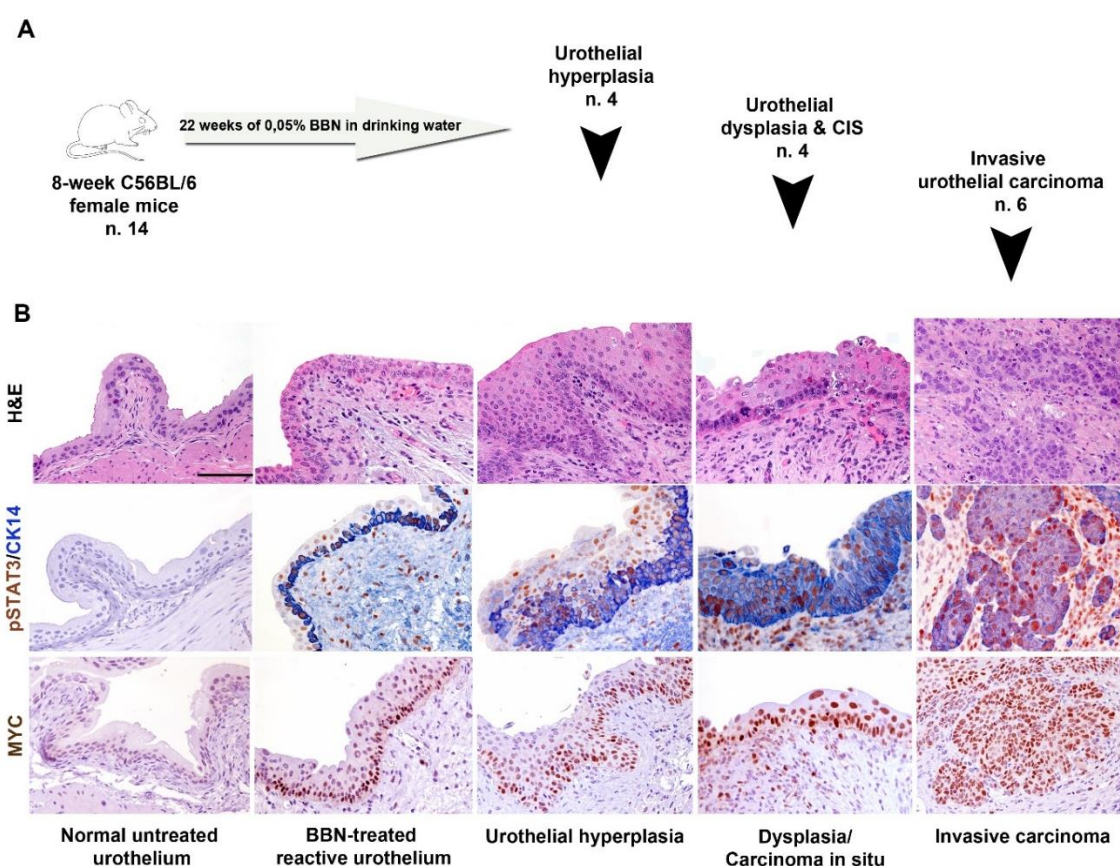 A
Urothelial
hyperplasia
n. 4
22 weeks of 0,05% BBN in drinking water
Urothelial
dysplasia & CIS
n. 4
Invasive
urothelial carcinoma
n. 6
8-week C56BL/6
female mice
n. 14
B
H&E
pSTAT3/CK14
MYC
Normal untreated
urothelium
BBN-treated
reactive urothelium
Urothelial hyperplasia
Dysplasia/
Carcinoma in situ
Invasive carcinoma